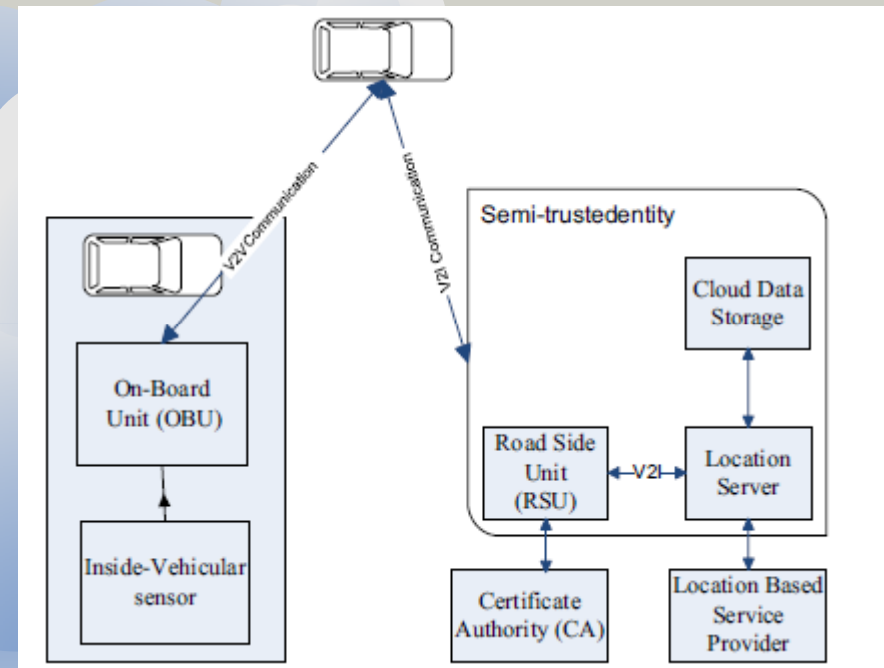 V2V Communication
V2I Communication
Semi-trustedentity
Cloud Data
Storage
On-Board
Unit (OBU)
Road Side
Unit
(RSU)
V2I
Location
Server
Inside-Vehicular
sensor
Certificate
Authority (CA)
Location Based
Service
Provider